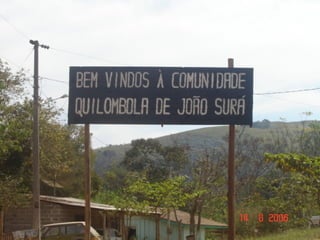 BEM VINDOS À COMUNIDADE
QUILOMBOLA DE JOÃO SURÁ
14 8 2006